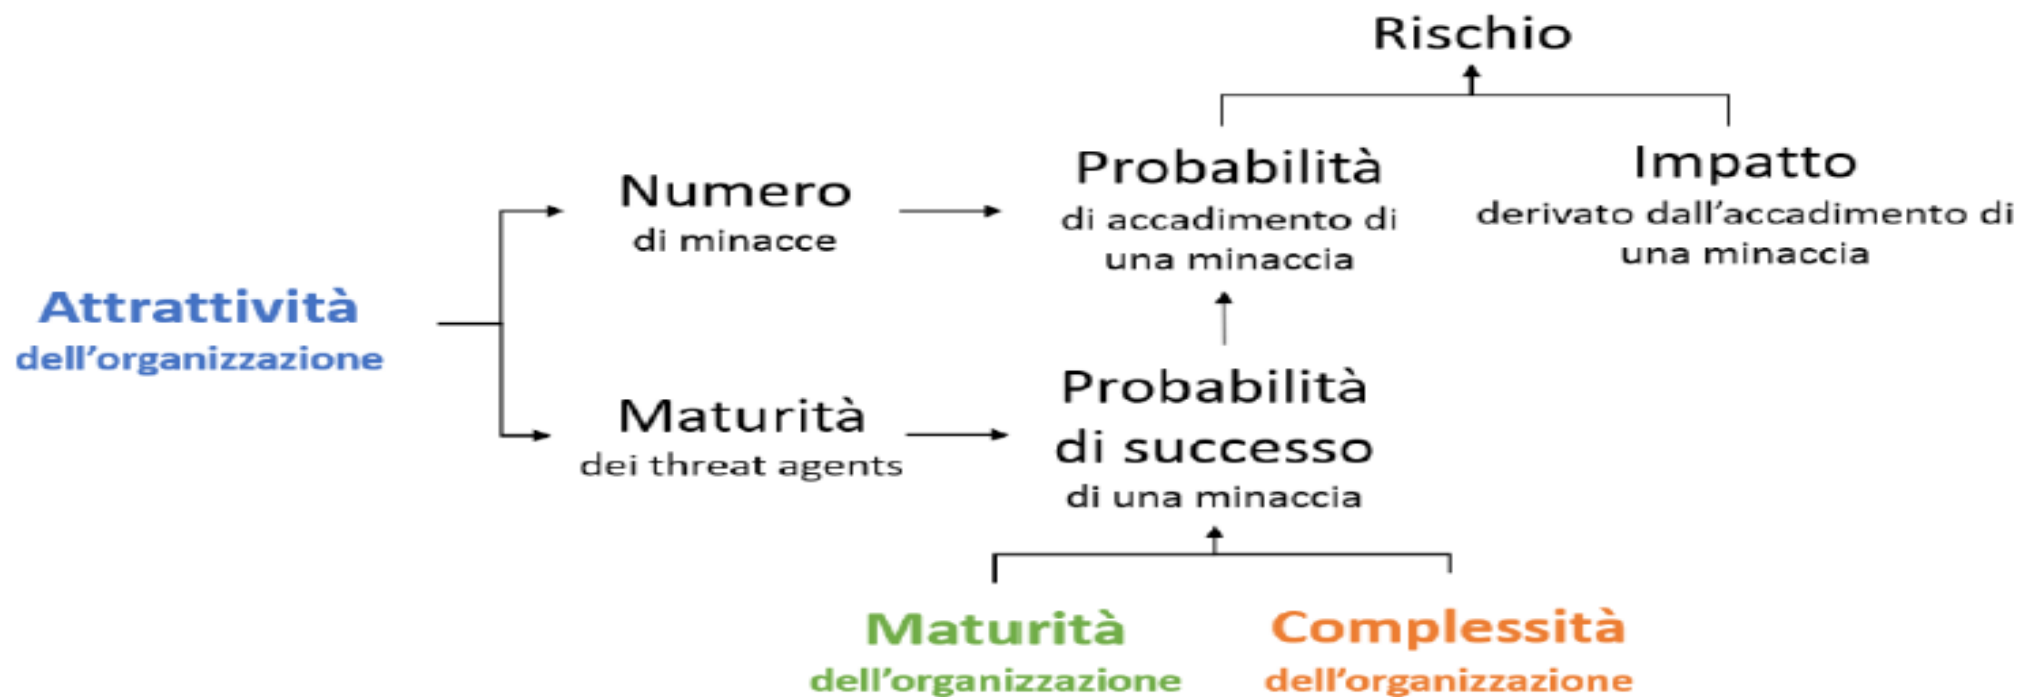 Rischio
Probabilità
di accadimento di
una minaccia
Impatto
derivato dall’accadimento di
una minaccia
Numero
di minacce
Attrattività
dell’organizzazione
Maturità
dei threat agents
Probabilità
di successo
di una minaccia
Maturità
dell’organizzazione
Complessità
dell’organizzazione